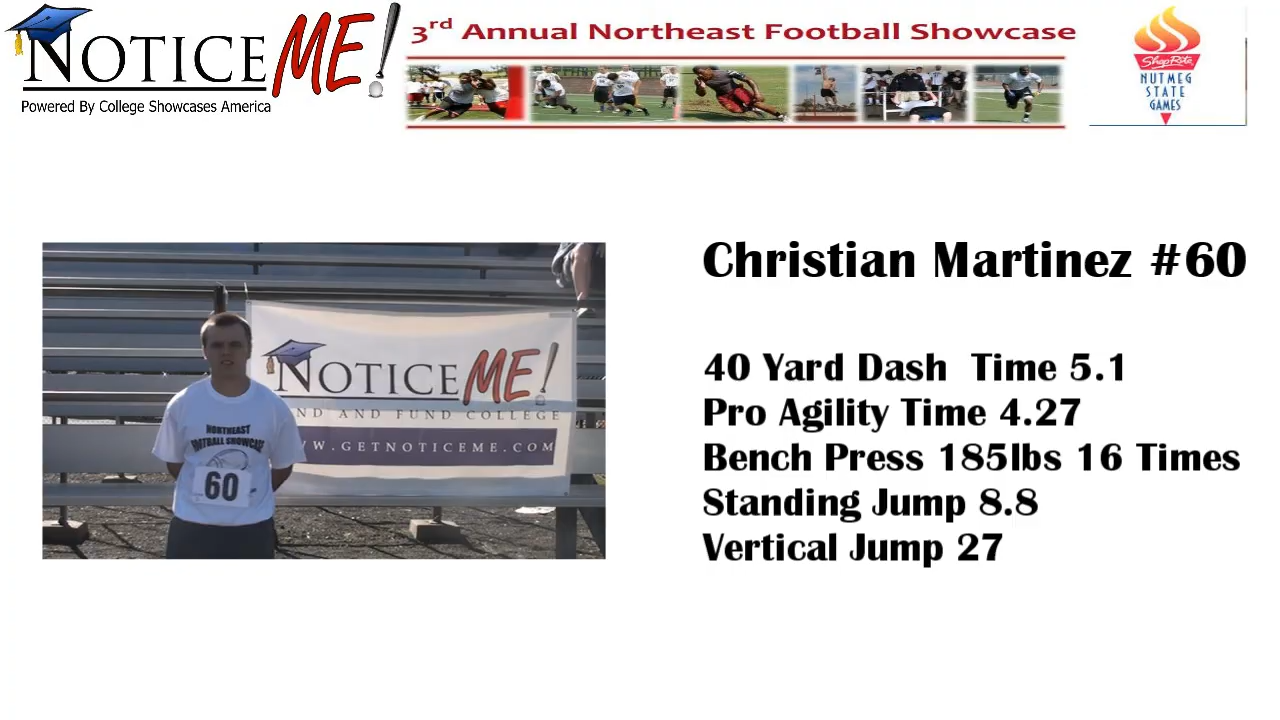 NOTICE ME!
Powered By College Showcases America
3rd Annual Northeast Football Showcase
ShopRite
NUTMEG
STATE
GAMES
Christian Martinez #60
40 Yard Dash  Time 5.1
Pro Agility Time 4.27
Bench Press 185lbs 16 Times
Standing Jump 8.8
Vertical Jump 27
NOTICE ME!
ND AND FUND COLLEGE
W.GETNOTICEME.COM
NORTHEAST
FOOTBALL SHOWCASE
60